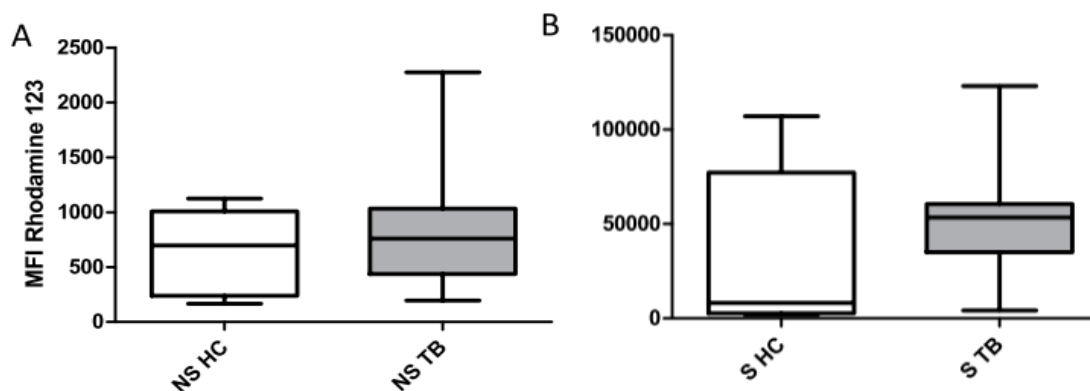 A
MFI Rhodamine 123
2500
2000
1500
1000
500
0
NS HC
NS TB
B
150000
100000
50000
0
S HC
S TB